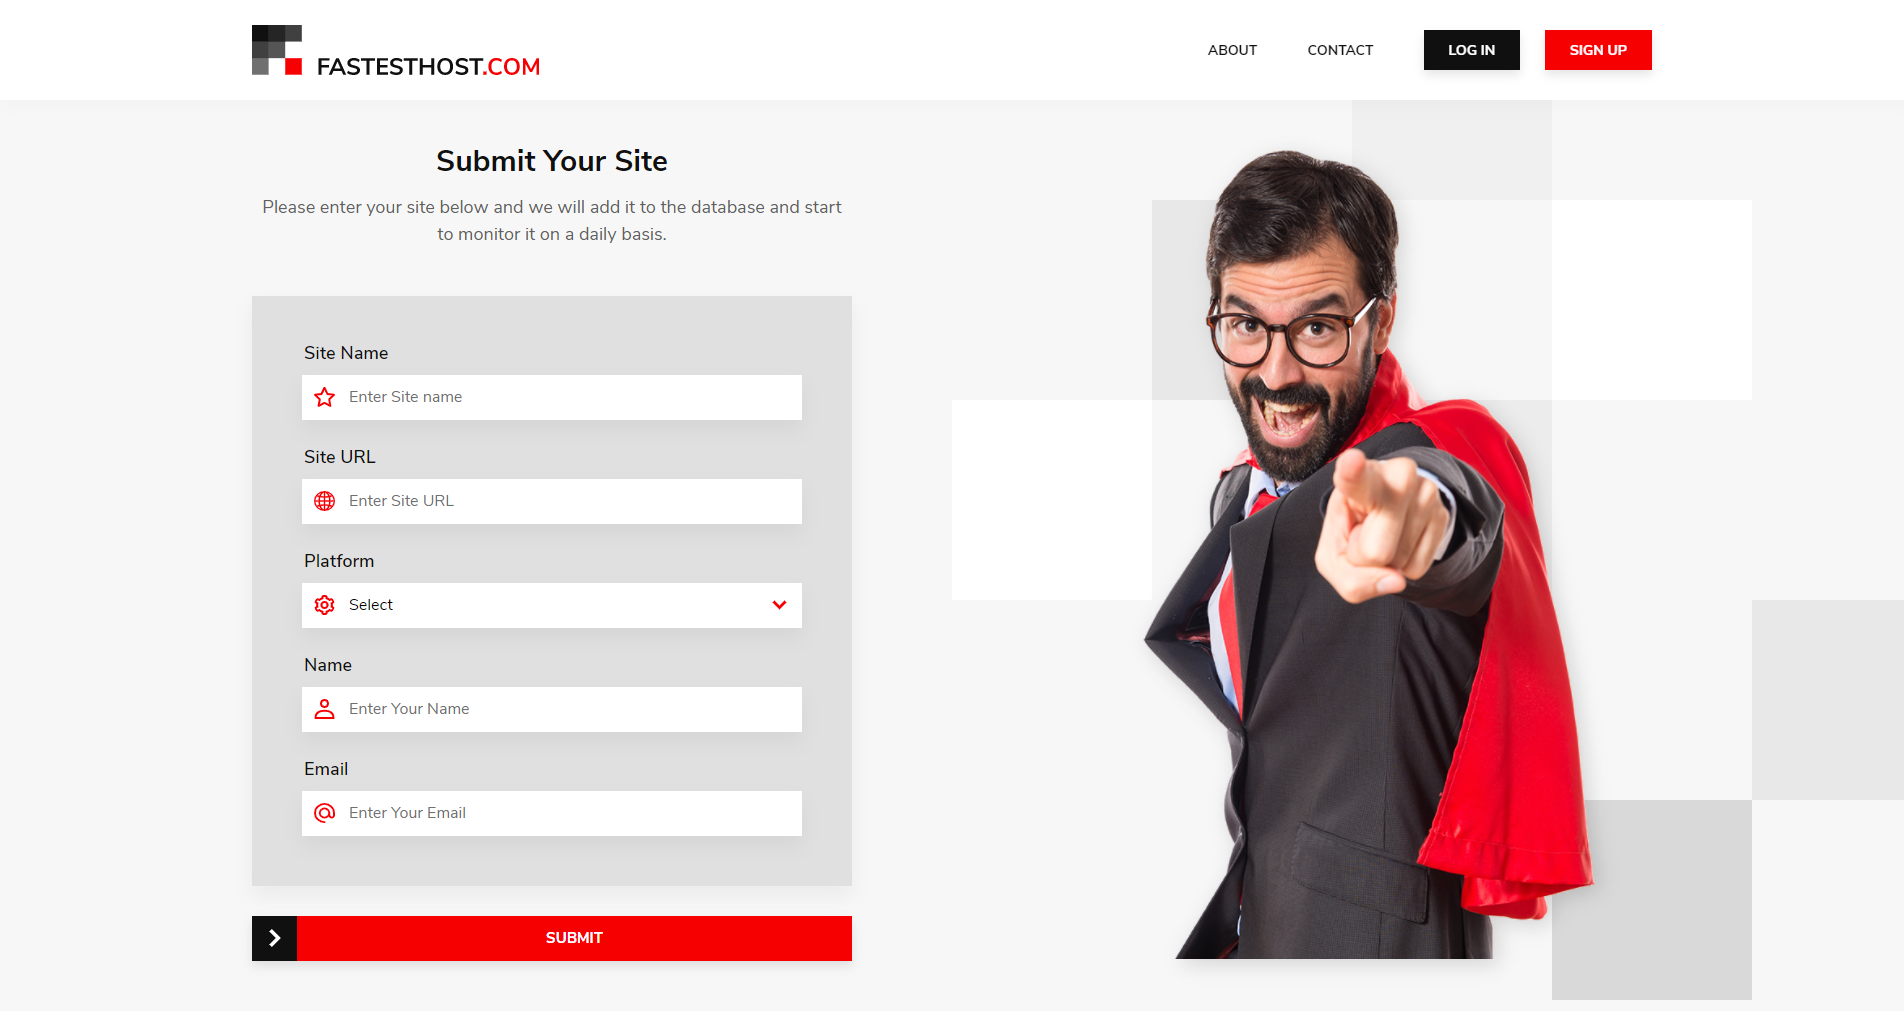 FASTESTHOST.COM
ABOUT
CONTACT
LOG IN
SIGN UP
Submit Your Site
Please enter your site below and we will add it to the database and start
to monitor it on a daily basis.
Site Name
Enter Site name
Site URL
Enter Site URL
Platform
Select
Name
Enter Your Name
Email
Enter Your Email
SUBMIT